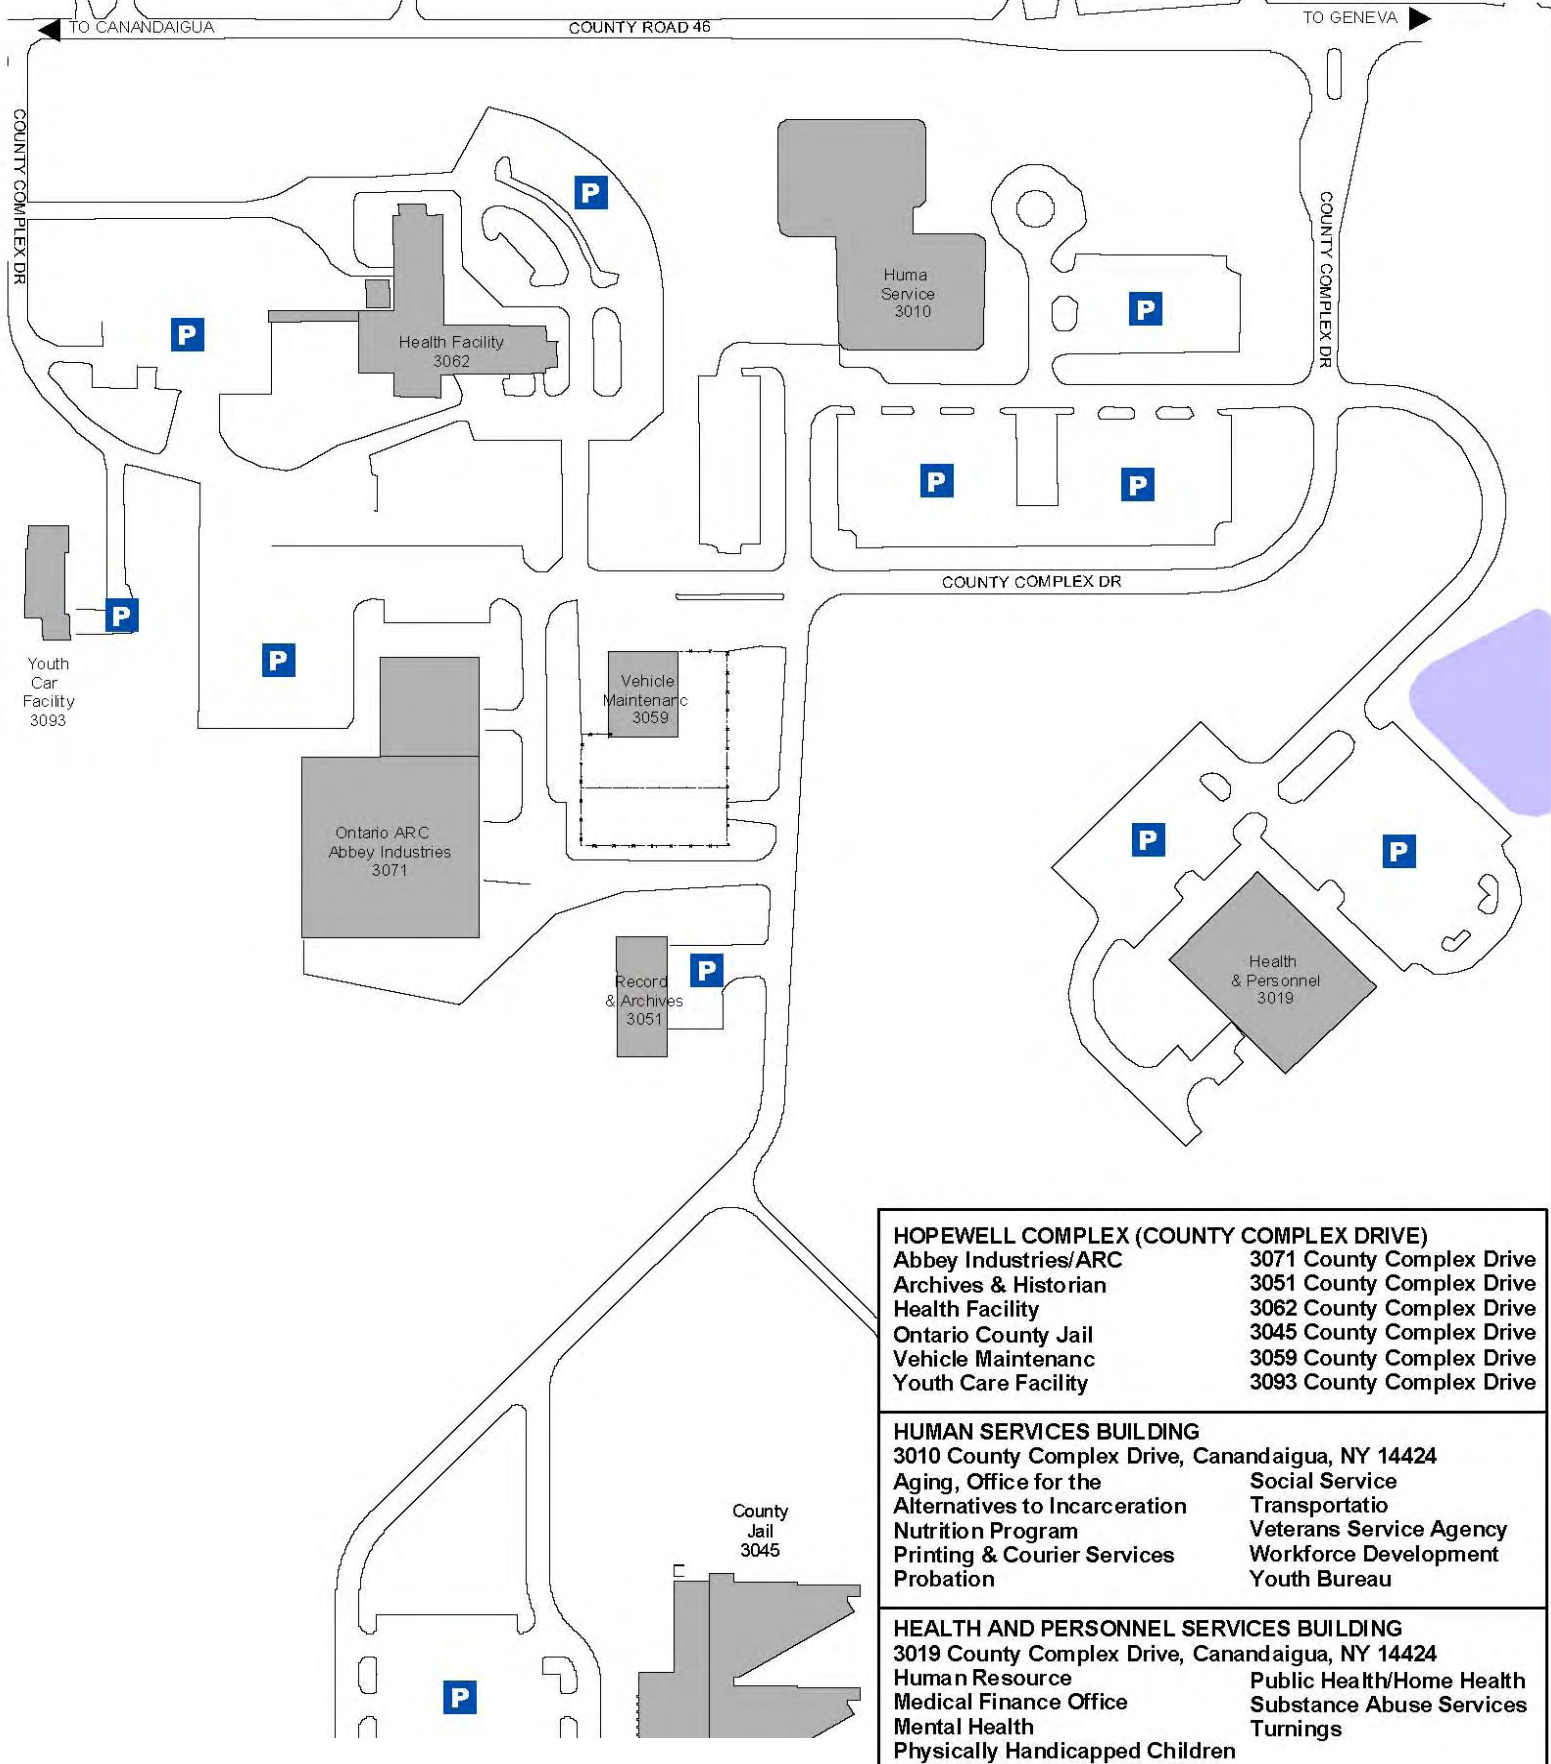 TO CANANDAIGUA
COUNTY ROAD 46
TO GENEVA
COUNTY COMPLEX DR
COUNTY COMPLEX DR
P
Huma
Service
3010
P
P
Health Facility
3062
P
P
P
COUNTY COMPLEX DR
P
P
Youth
Car
Facility
3093
Vehicle
Maintenanc
3059
Ontario ARC
Abbey Industries
3071
P
P
Record
& Archives
3051
P
Health
& Personnel
3019
HOPEWELL COMPLEX (COUNTY COMPLEX DRIVE)
Abbey Industries/ARC 3071 County Complex Drive
Archives & Historian 3051 County Complex Drive
Health Facility 3062 County Complex Drive
Ontario County Jail 3045 County Complex Drive
Vehicle Maintenanc 3059 County Complex Drive
Youth Care Facility 3093 County Complex Drive
HUMAN SERVICES BUILDING
3010 County Complex Drive, Canandaigua, NY 14424
Aging, Office for the Social Service
Alternatives to Incarceration Transportatio
Nutrition Program Veterans Service Agency
Printing & Courier Services Workforce Development
Probation Youth Bureau
County
Jail
3045
HEALTH AND PERSONNEL SERVICES BUILDING
3019 County Complex Drive, Canandaigua, NY 14424
Human Resource Public Health/Home Health
Medical Finance Office Substance Abuse Services
Mental Health Turnings
Physically Handicapped Children
P